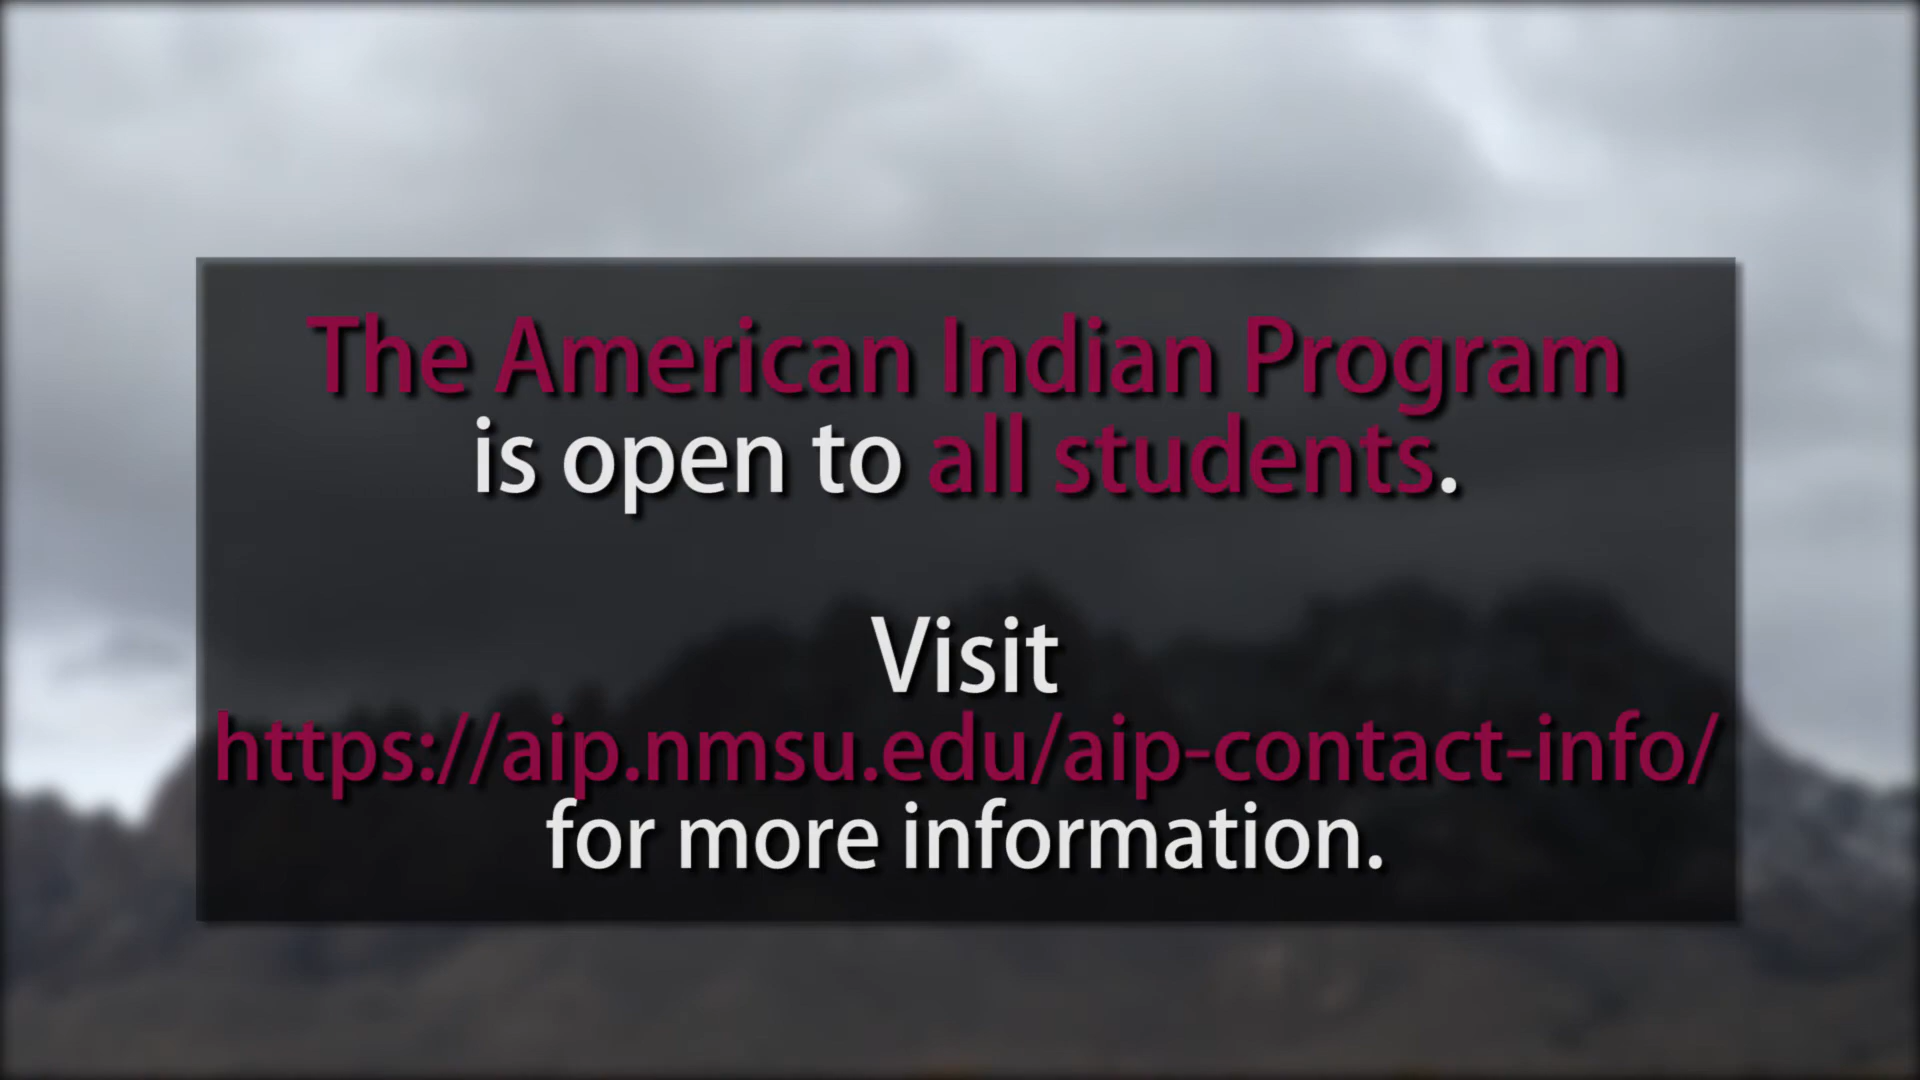 The American Indian Program
is open to all students.
Visit
https://aip.nmsu.edu/aip-contact-info/
for more information.